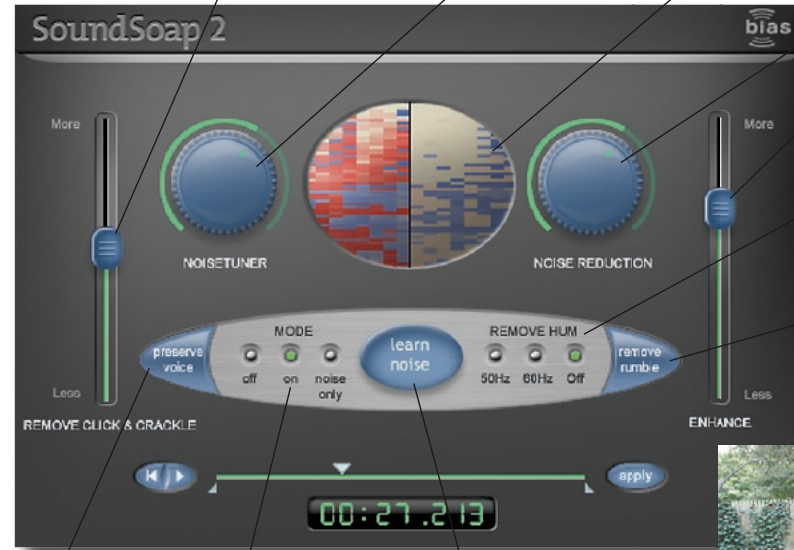 SoundSoap 2
bias
More
More
NOISETUNER
NOISE REDUCTION
MODE
REMOVE HUM
preserve
voice
learn
noise
remove
rumble
off
on
noise
only
50Hz
60Hz
Off
Less
Less
REMOVE CLICK & CRACKLE
ENHANCE
apply
00:27.213